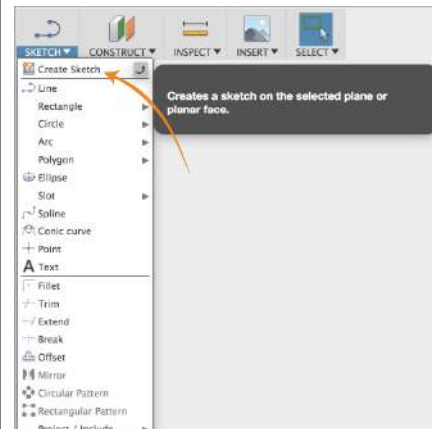 SKETCH CONSTRUCT INSPECT INSERT SELECT
Create Sketch
Creates a sketch on the selected plane or
planar face.
Line
Rectangle
Circle
Arc
Polygon
Ellipse
Slot
Spline
Conic curve
Point
A Text
Fillet
Trim
Extend
Break
Offset
Mirror
Circular Pattern
Rectangular Pattern
Project / Include